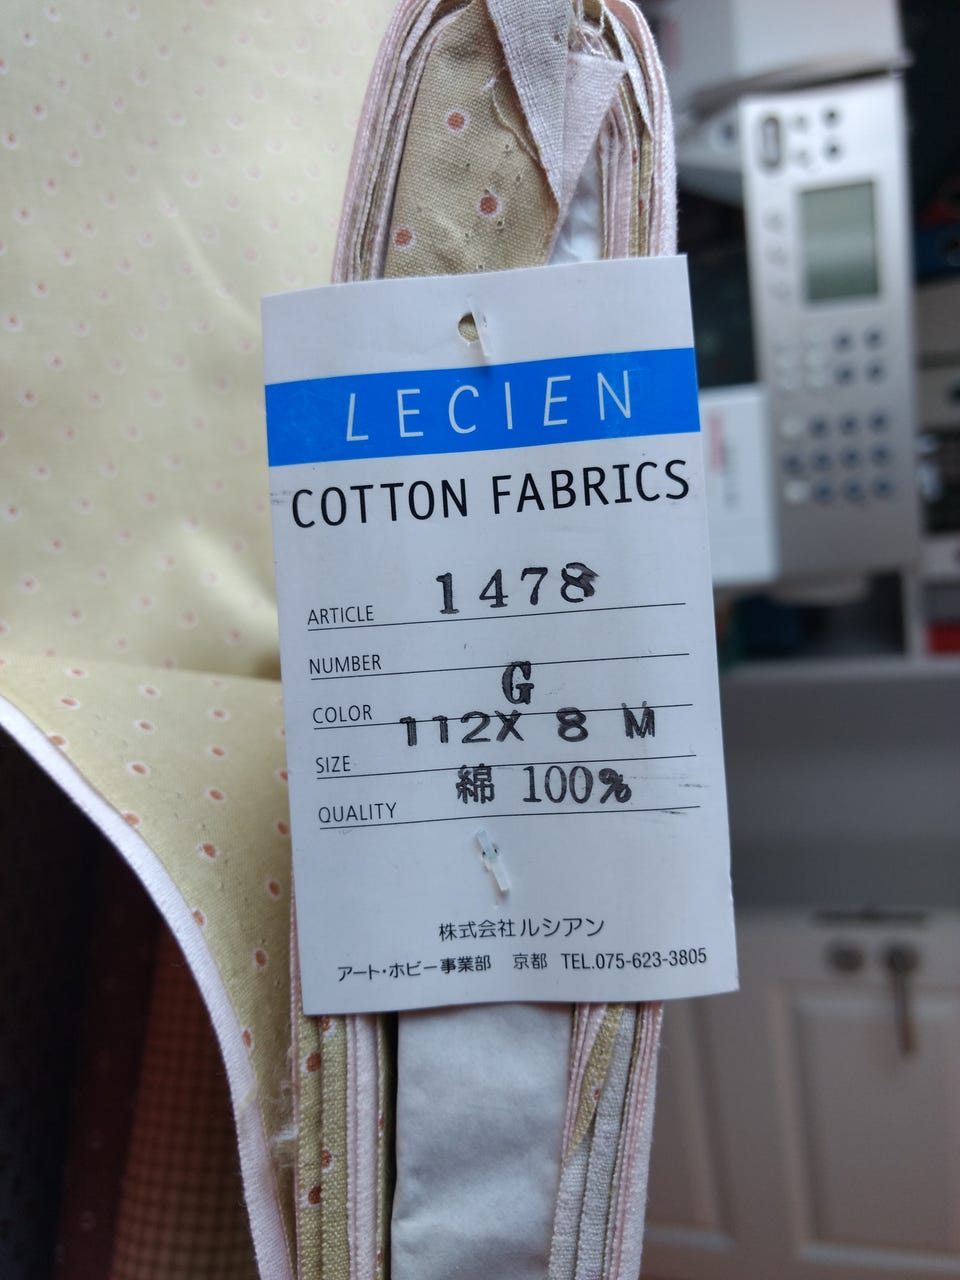 LECIEN
COTTON FABRICS
ARTICLE 1478
NUMBER
COLOR G
SIZE 112X 8 M
QUALITY 綿 100%
株式会社ルシアン
アート・ホビー事業部 京都 TEL.075-623-3805